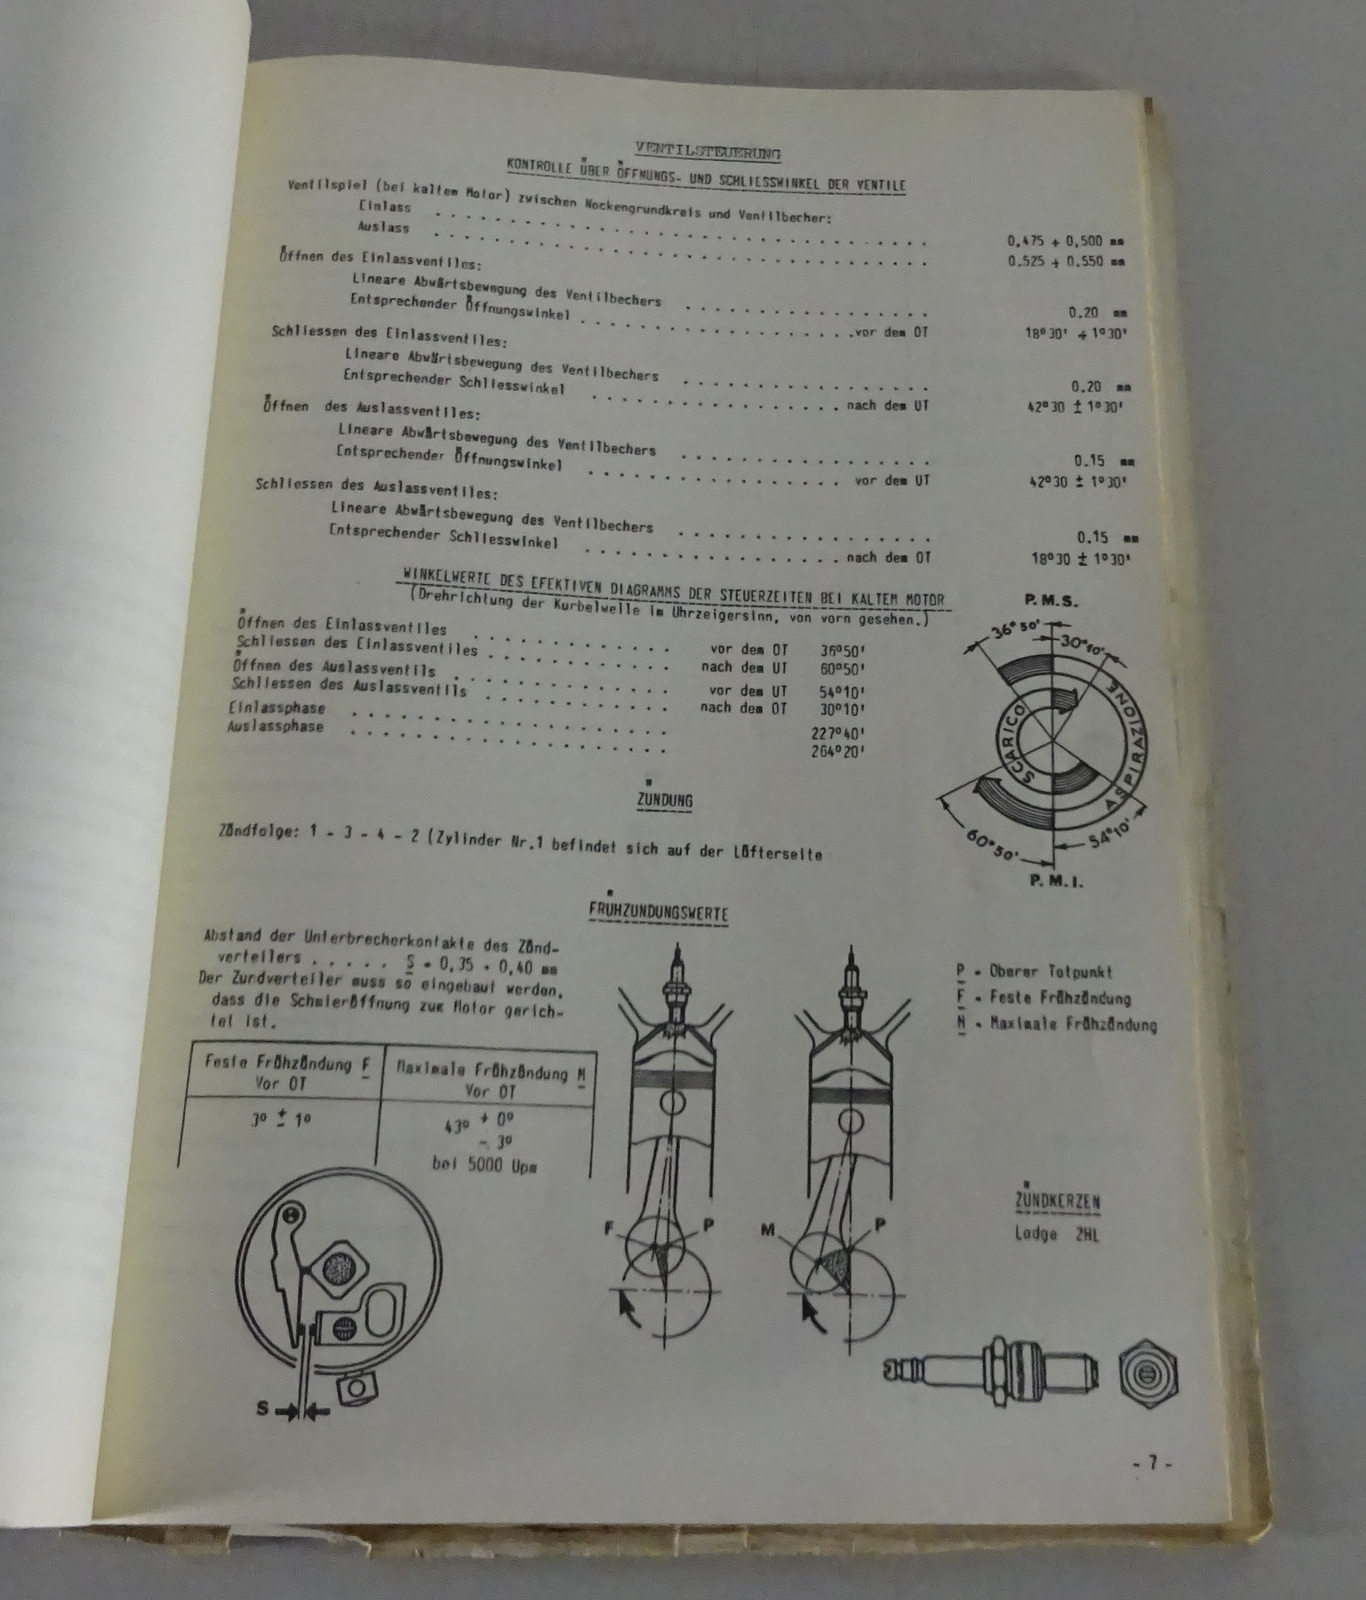 VENTILSTEUERUNG
KONTROLLE ÜBER ÖFFNUNGS- UND SCHLIESSWINKEL DER VENTILE
Ventilspiel (bei kaltem Motor) zwischen Nockengrundkreis und Ventilbecher:
Einlass . . . . . . . . . . . . . . . . . . . . . . . . . . . . . . . . 0,475 + 0,500 mm
Auslass . . . . . . . . . . . . . . . . . . . . . . . . . . . . . . . . 0.525 + 0.550 mm
Öffnen des Einlassventiles:
Lineare Abwärtsbewegung des Ventilbechers . . . . . . . . . . . . . . . . 0.20 mm
Entsprechender Öffnungswinkel . . . . . . . . . . . . . . . . . .vor dem OT 18°30' + 1°30'
Schliessen des Einlassventiles:
Lineare Abwärtsbewegung des Ventilbechers . . . . . . . . . . . . . . . . 0.20 mm
Entsprechender Schliesswinkel . . . . . . . . . . . . . . . . . nach dem UT 42°30 ± 1°30'
Öffnen des Auslassventiles:
Lineare Abwärtsbewegung des Ventilbechers . . . . . . . . . . . . . . . . 0.15 mm
Entsprechender Öffnungswinkel . . . . . . . . . . . . . . . . . vor dem UT 42°30 ± 1°30'
Schliessen des Auslassventiles:
Lineare Abwärtsbewegung des Ventilbechers . . . . . . . . . . . . . . . . 0.15 mm
Entsprechender Schliesswinkel . . . . . . . . . . . . . . . . . nach dem OT 18°30 ± 1°30'
WINKELWERTE DES EFEKTIVEN DIAGRAMMS DER STEUERZEITEN BEI KALTEM MOTOR
(Drehrichtung der Kurbelwelle im Uhrzeigersinn, von vorn gesehen.)
Öffnen des Einlassventiles . . . . . . . . . . . . . vor dem OT 36°50'
Schliessen des Einlassventiles . . . . . . . . . . . . nach dem UT 60°50'
Öffnen des Auslassventils . . . . . . . . . . . . . . vor dem UT 54°10'
Schliessen des Auslassventils . . . . . . . . . . . . nach dem OT 30°10'
Einlassphase . . . . . . . . . . . . . . . . . . . . 227°40'
Auslassphase . . . . . . . . . . . . . . . . . . . . 264°20'
P.M.S.
36°50'
30°10'
SCARICO
ASPIRAZIONE
60°50'
54°10'
P.M.I.
ZÜNDUNG
Zündfolge: 1 - 3 - 4 - 2 (Zylinder Nr.1 befindet sich auf der Lüfterseite
FRÜHZÜNDUNGSWERTE
Abstand der Unterbrecherkontakte des Zünd-
verteilers . . . . . S = 0,35 + 0,40 mm
Der Zurdverteiler muss so eingebaut werden,
dass die Schmieröffnung zum Motor gerich-
tet ist.
Feste Frühzündung F
Vor OT
Maximale Frühzündung M
Vor OT
3° ± 1°
43° + 0°
- 3°
bei 5000 Upm
P - Oberer Totpunkt
F - Feste Frühzündung
M - Maximale Frühzündung
F
P
M
P
ZÜNDKERZEN
Lodge 2HL
S
- 7 -